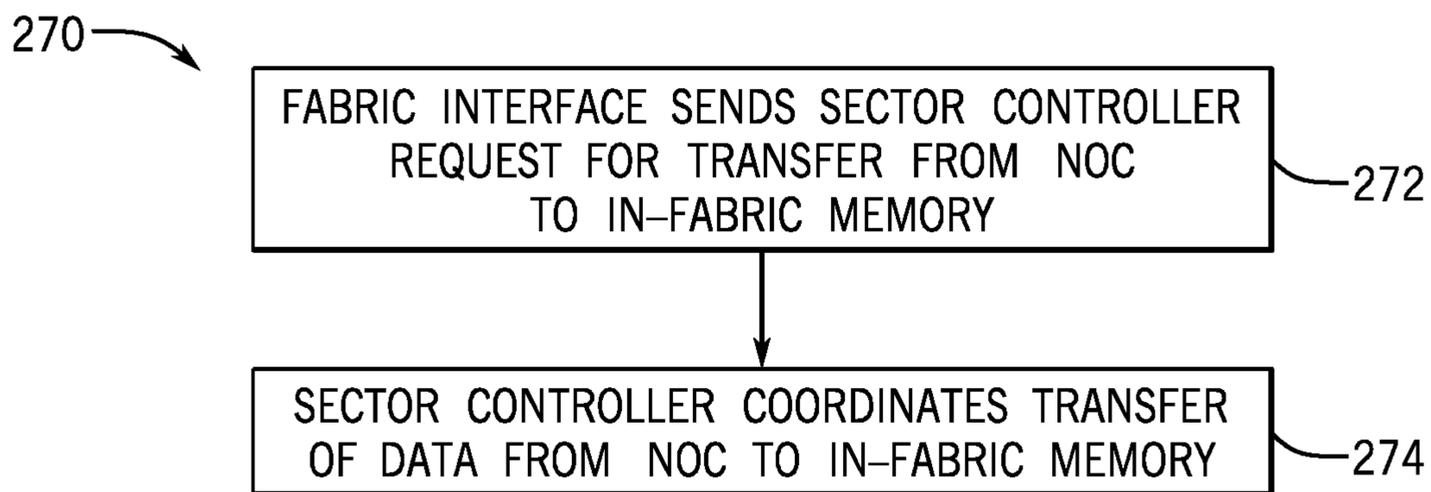 270
FABRIC INTERFACE SENDS SECTOR CONTROLLER
REQUEST FOR TRANSFER FROM NOC
TO IN–FABRIC MEMORY
272
SECTOR CONTROLLER COORDINATES TRANSFER
OF DATA FROM NOC TO IN–FABRIC MEMORY
274